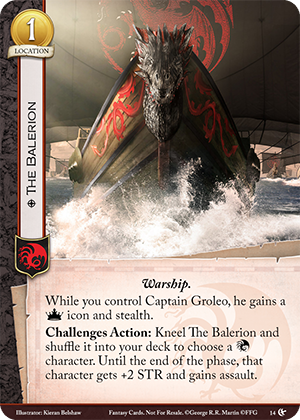 1
LOCATION
THE BALERION
Warship.
While you control Captain Groleo, he gains a
icon and stealth.
Challenges Action: Kneel The Balerion and
shuffle it into your deck to choose a
character. Until the end of the phase, that
character gets +2 STR and gains assault.
Illustrator: Kieran Belshaw
Fantasy Cards. Not For Resale. ©George R.R. Martin ©FFG
14